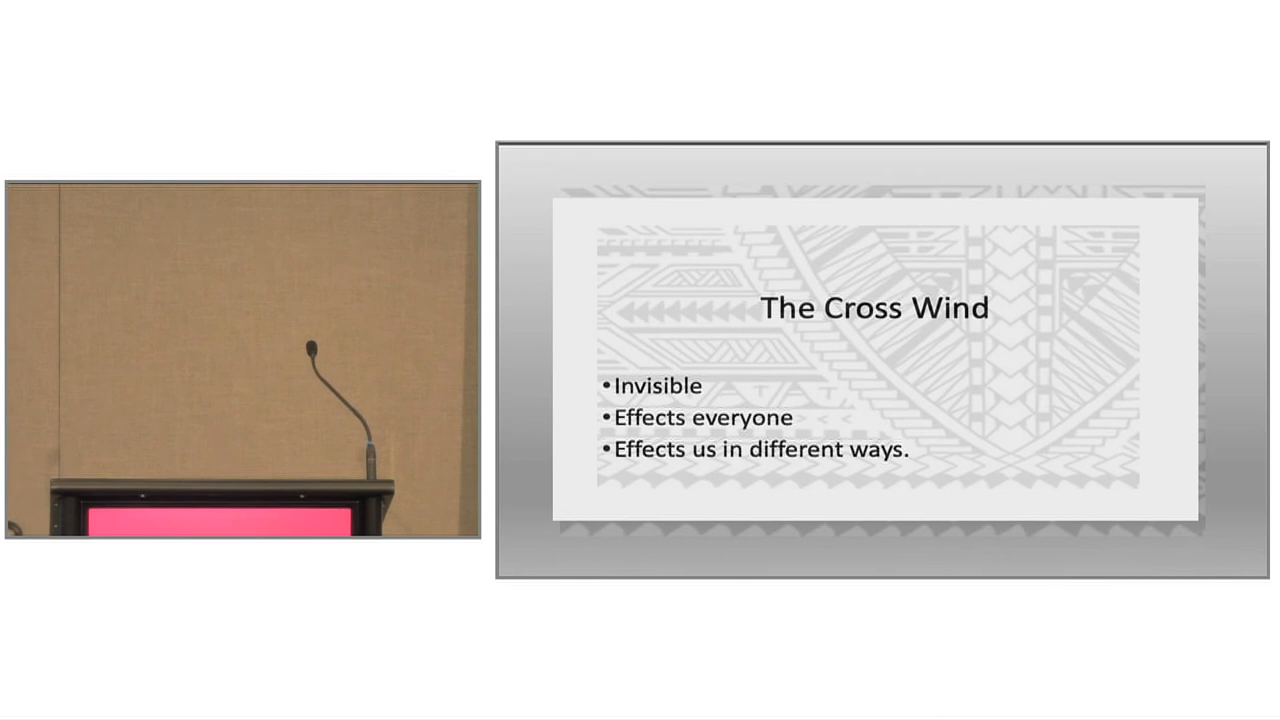 The Cross Wind
•Invisible
•Effects everyone
•Effects us in different ways.